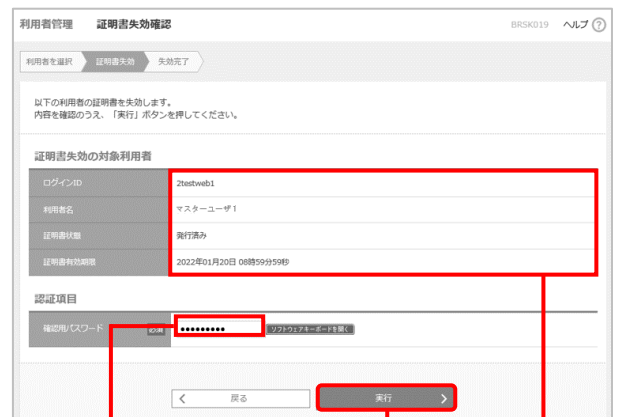 利用者管理 証明書失効確認 BRSK019 ヘルプ ?
利用者を選択 証明書失効 失効完了
以下の利用者の証明書を失効します。
内容を確認のうえ、「実行」ボタンを押してください。
証明書失効の対象利用者
ログインID 2testweb1
利用者名 マスターユーザ1
証明書状態 発行済み
証明書有効期限 2022年01月20日 08時59分59秒
認証項目
確認用パスワード 必須 ●●●●●●●●● ソフトウェアキーボードを開く
戻る 実行